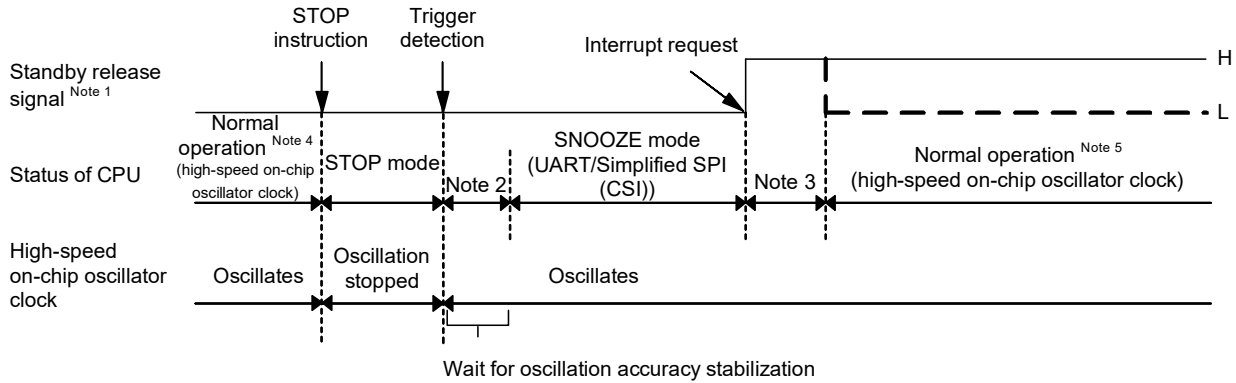 STOP
instruction
Trigger
detection
Interrupt request
H
Standby release
signal Note 1
L
Normal
operation Note 4
(high-speed on-chip
oscillator clock)
STOP mode
Note 2
SNOOZE mode
(UART/Simplified SPI
(CSI))
Note 3
Normal operation Note 5
(high-speed on-chip oscillator clock)
Status of CPU
High-speed
on-chip oscillator
clock
Oscillates
Oscillation
stopped
Oscillates
Wait for oscillation accuracy stabilization